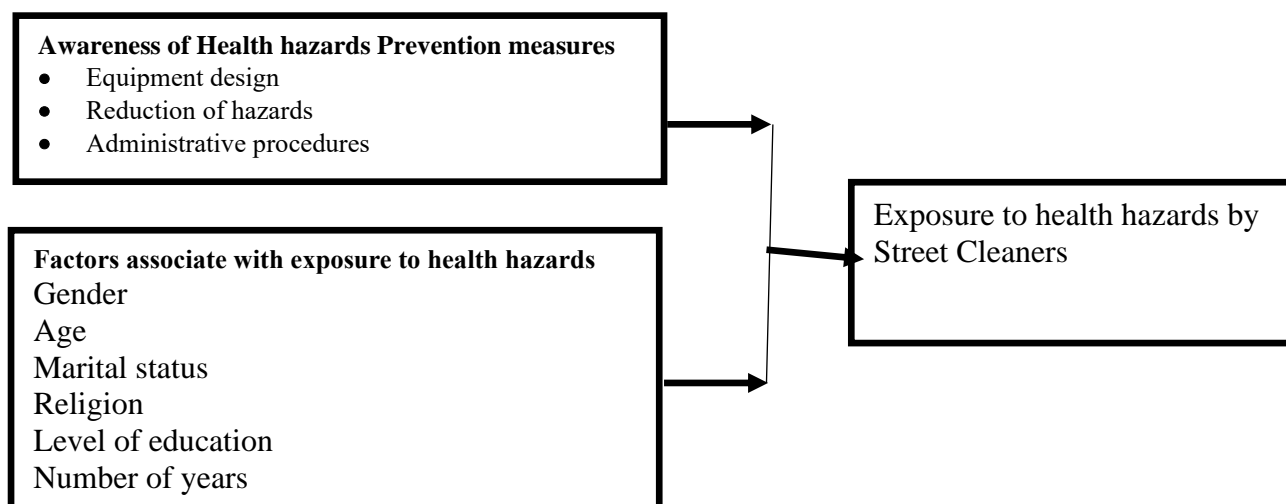 Awareness of Health hazards Prevention measures
● Equipment design
● Reduction of hazards
● Administrative procedures
Exposure to health hazards by
Street Cleaners
Factors associate with exposure to health hazards
Gender
Age
Marital status
Religion
Level of education
Number of years